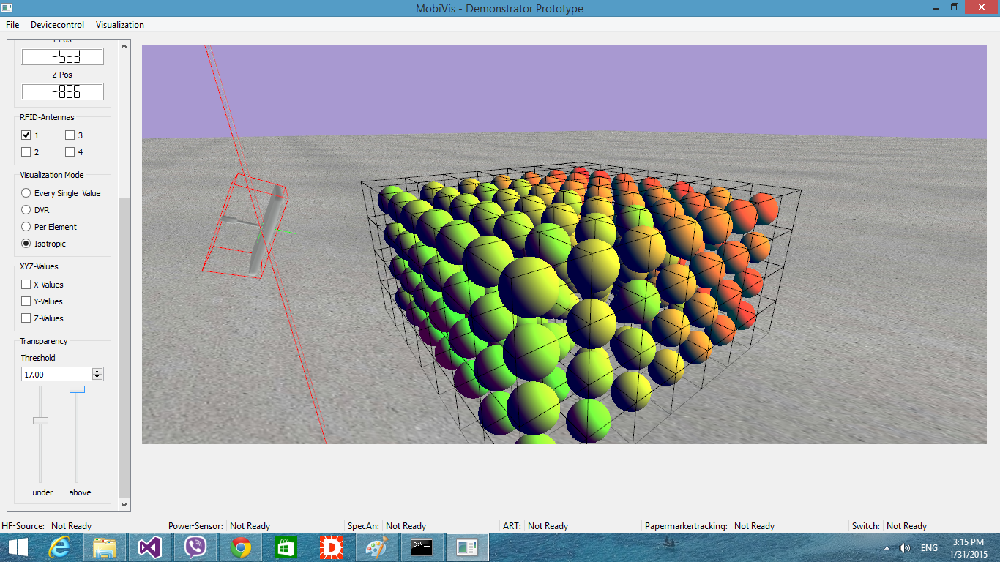 MobiVis - Demonstrator Prototype
File Devicecontrol Visualization
-563
Z-Pos
-866
RFID-Antennas
1 3
2 4
Visualization Mode
Every Single Value
DVR
Per Element
Isotropic
XYZ-Values
X-Values
Y-Values
Z-Values
Transparency
Threshold
17.00
under above
HF-Source: Not Ready Power-Sensor: Not Ready SpecAn: Not Ready ART: Not Ready Papermarkertracking: Not Ready Switch: Not Ready
ENG
3:15 PM
1/31/2015